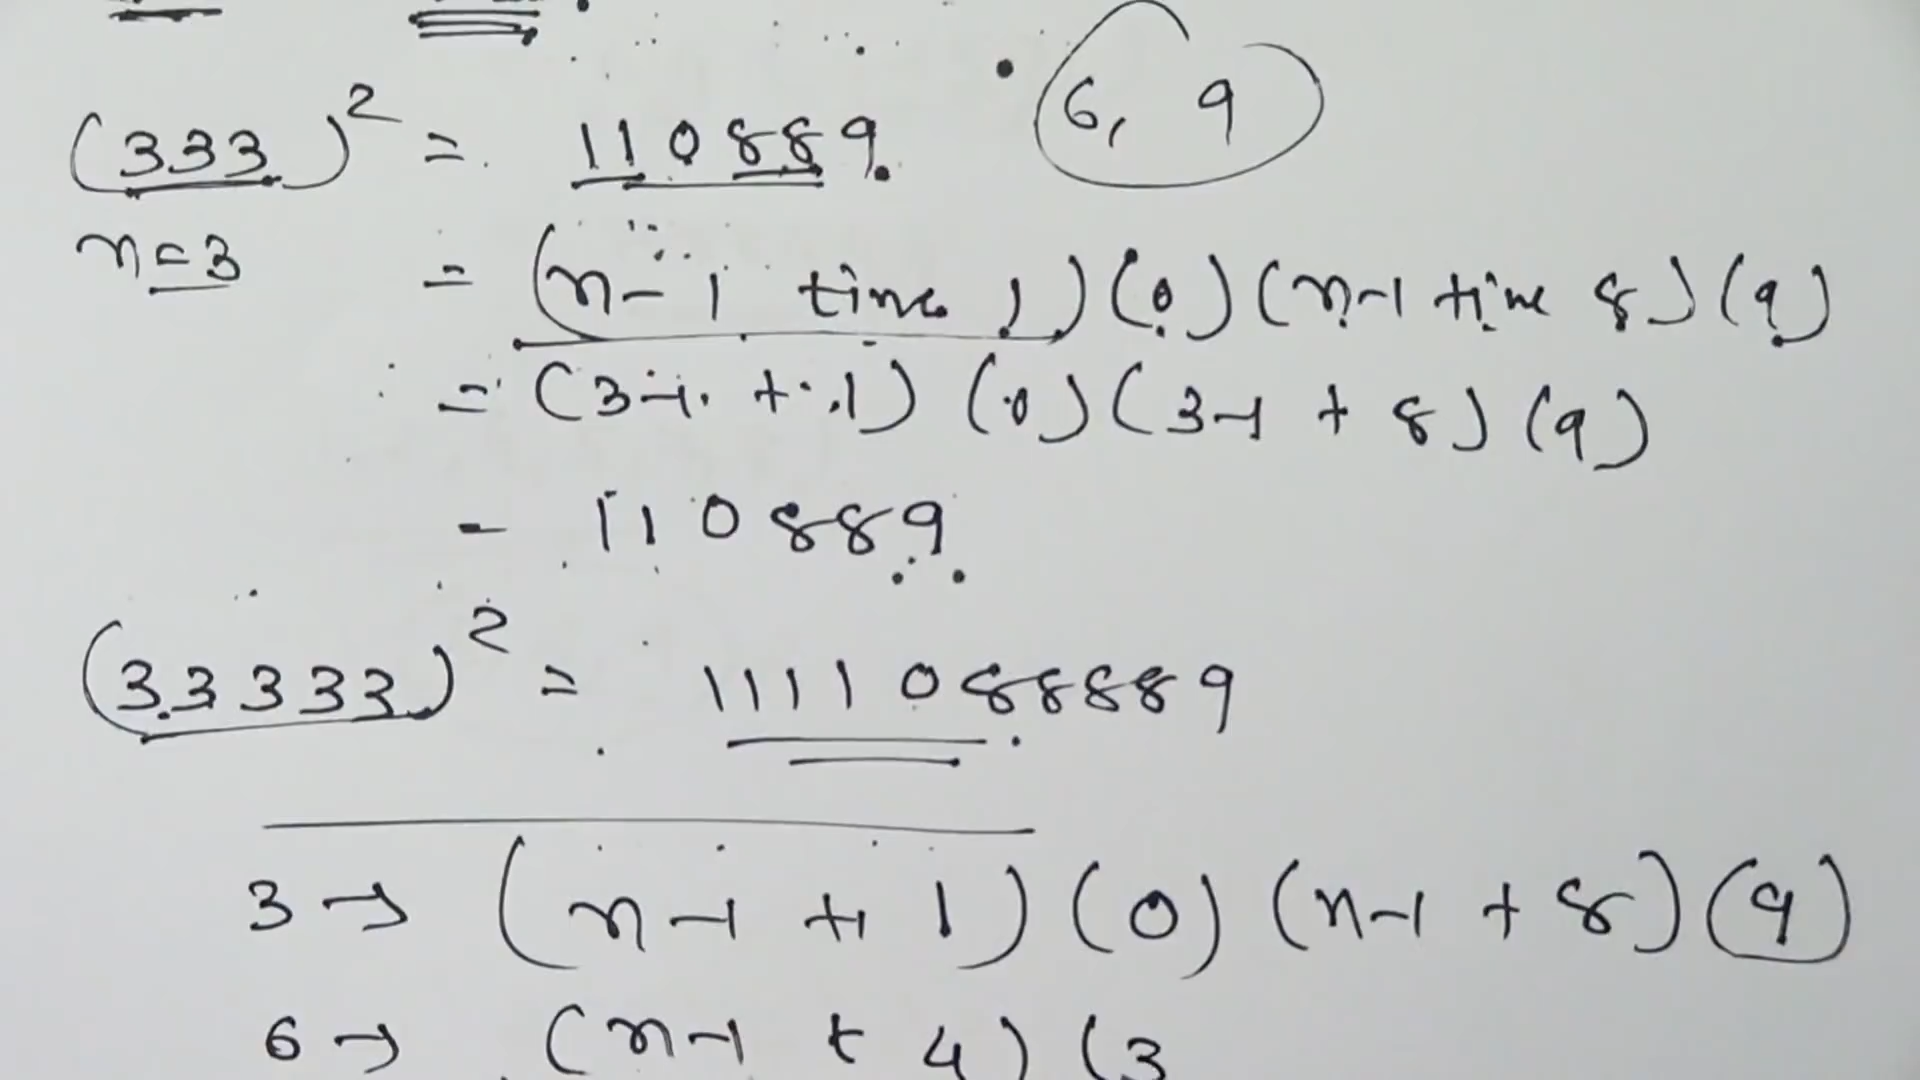 (333)² = 110889 6, 9
n=3 = (n-1 time 1)(0)(n-1 time 8)(9)
= (3-1 t 1)(0)(3-1 t 8)(9)
- 110889
(33333)² = 1111088889
3→ (n-1 t 1)(0)(n-1 t 8)(9)
6→ (n-1 t 4)(3